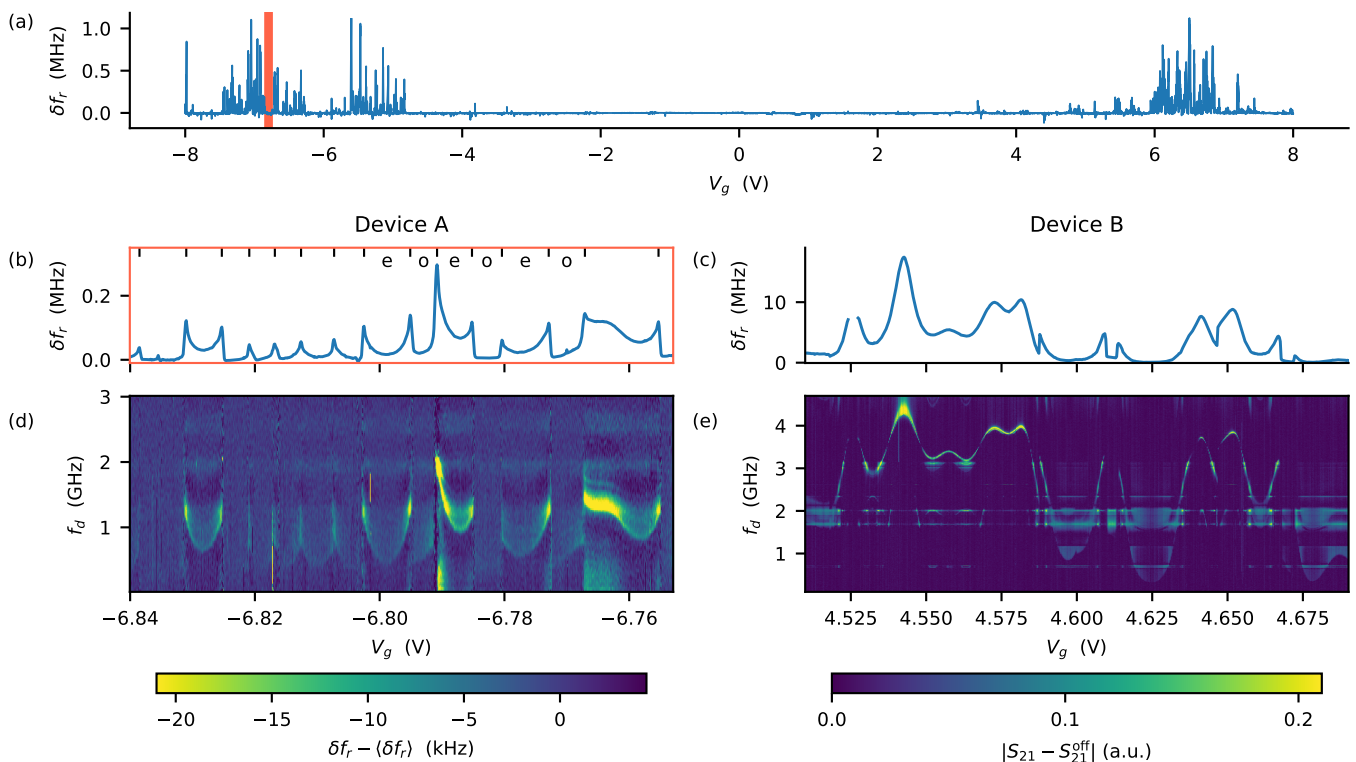 (a)
1.0
0.5
0.0
δf_r (MHz)
−8 −6 −4 −2 0 2 4 6 8
V_g (V)
Device A
Device B
(b)
0.2
0.0
δf_r (MHz)
e o e o e o
(c)
10
0
δf_r (MHz)
(d)
3
2
1
f_d (GHz)
−6.84 −6.82 −6.80 −6.78 −6.76
V_g (V)
(e)
4
3
2
1
f_d (GHz)
4.525 4.550 4.575 4.600 4.625 4.650 4.675
V_g (V)
−20 −15 −10 −5 0
δf_r − ⟨δf_r⟩ (kHz)
0.0 0.1 0.2
|S_21 − S_21^off| (a.u.)